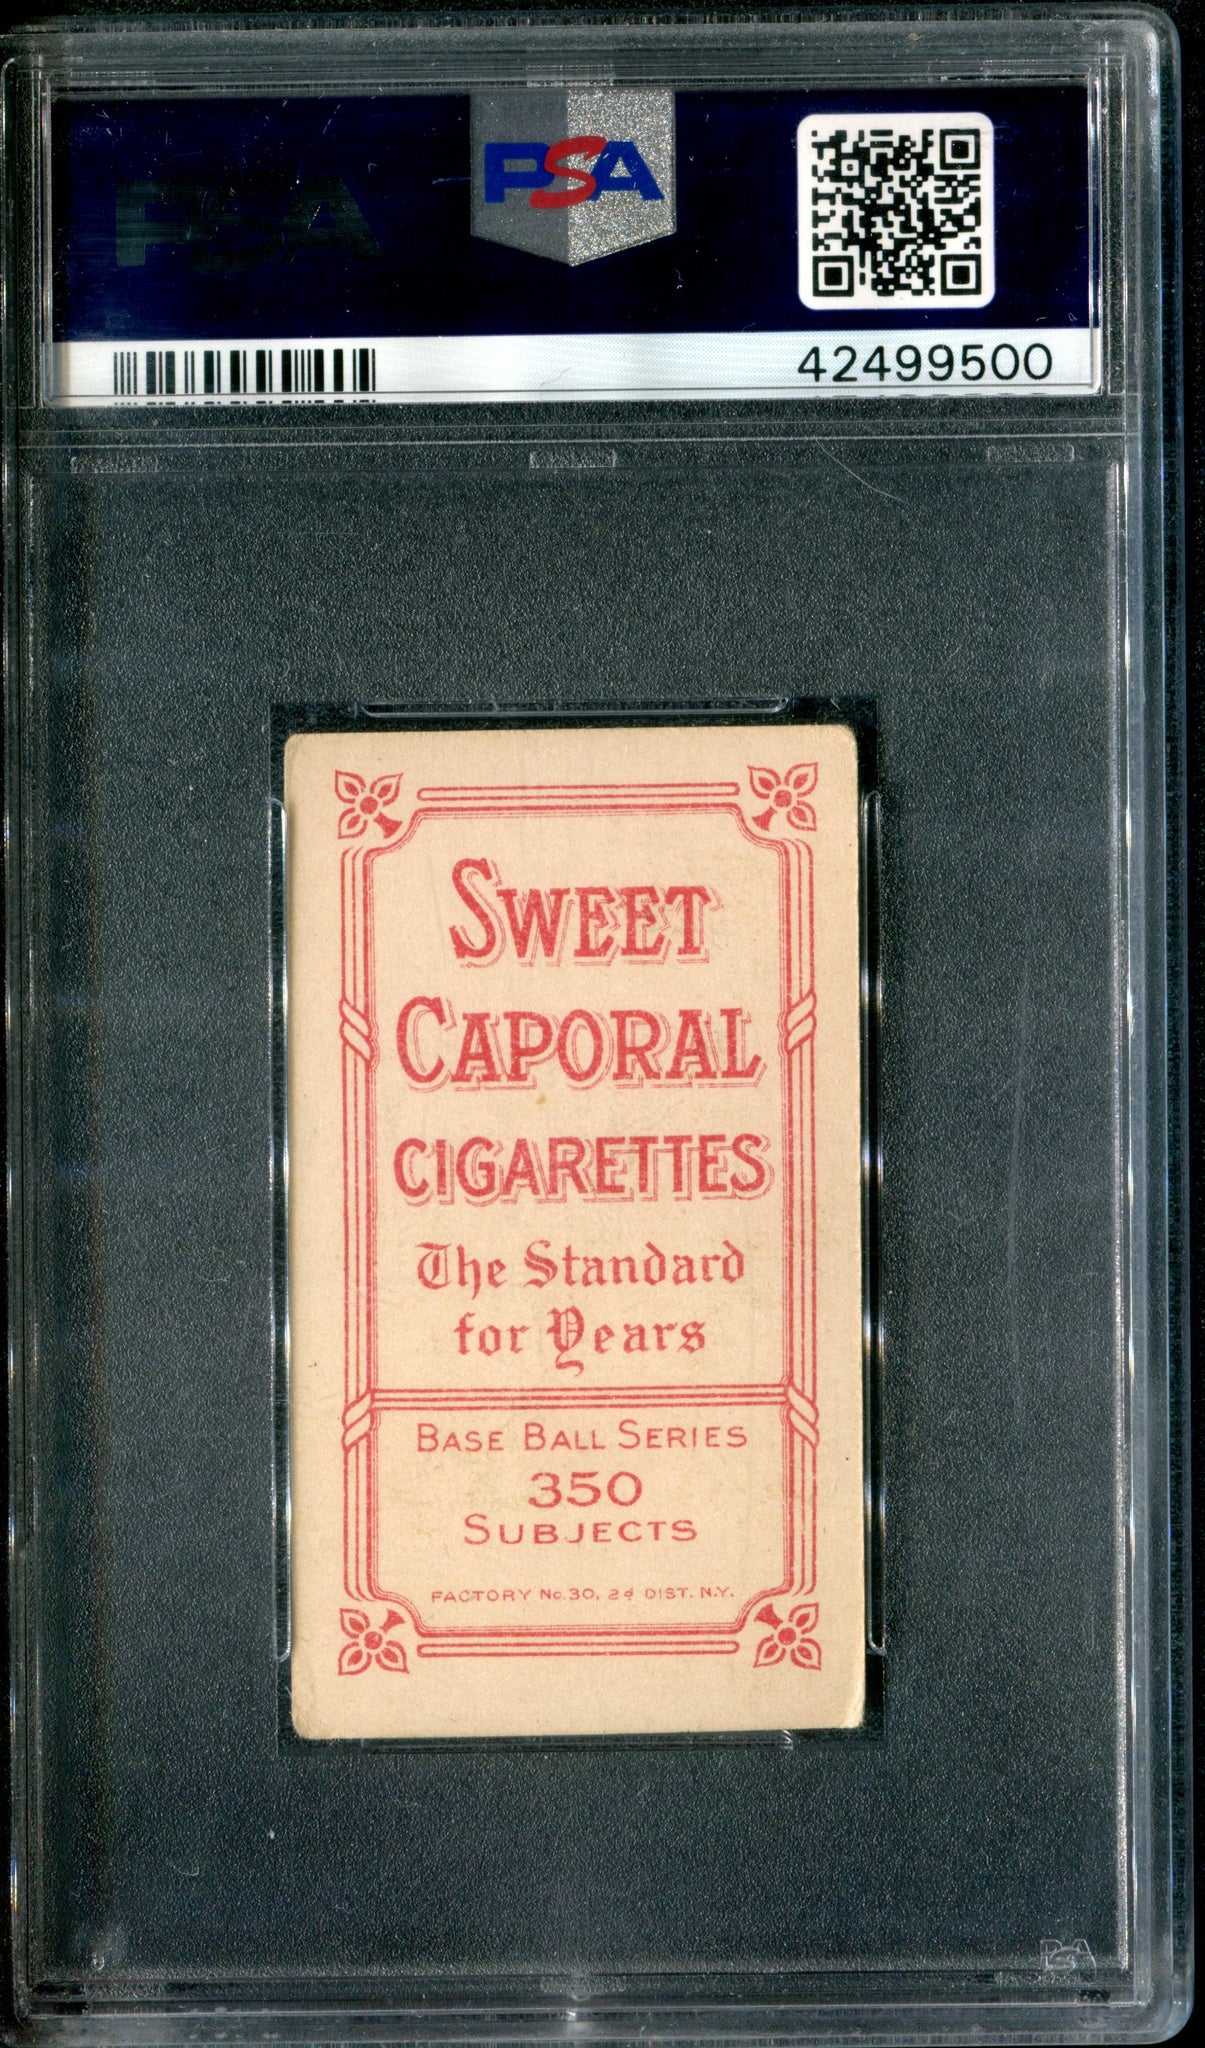 PSA
PSA
42499500
SWEET
CAPORAL
CIGARETTES
The Standard
for Years
BASE BALL SERIES
350
SUBJECTS
FACTORY No. 30, 2d DIST. N.Y.
PSA